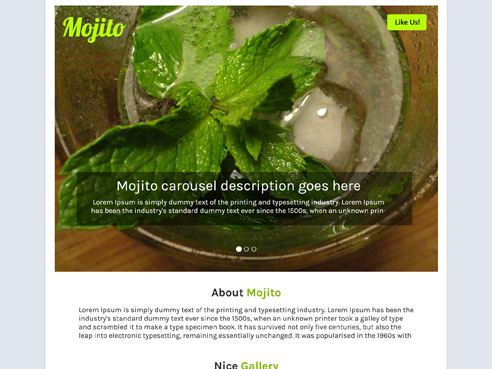 Mojito
Like Us!
Mojito carousel description goes here
Lorem Ipsum is simply dummy text of the printing and typesetting industry. Lorem Ipsum
has been the industry's standard dummy text ever since the 1500s, when an unknown prin-
About Mojito
Lorem Ipsum is simply dummy text of the printing and typesetting industry. Lorem Ipsum has been the
industry's standard dummy text ever since the 1500s, when an unknown printer took a galley of type
and scrambled it to make a type specimen book. It has survived not only five centuries, but also the
leap into electronic typesetting, remaining essentially unchanged. It was popularised in the 1960s with
Nice Gallery